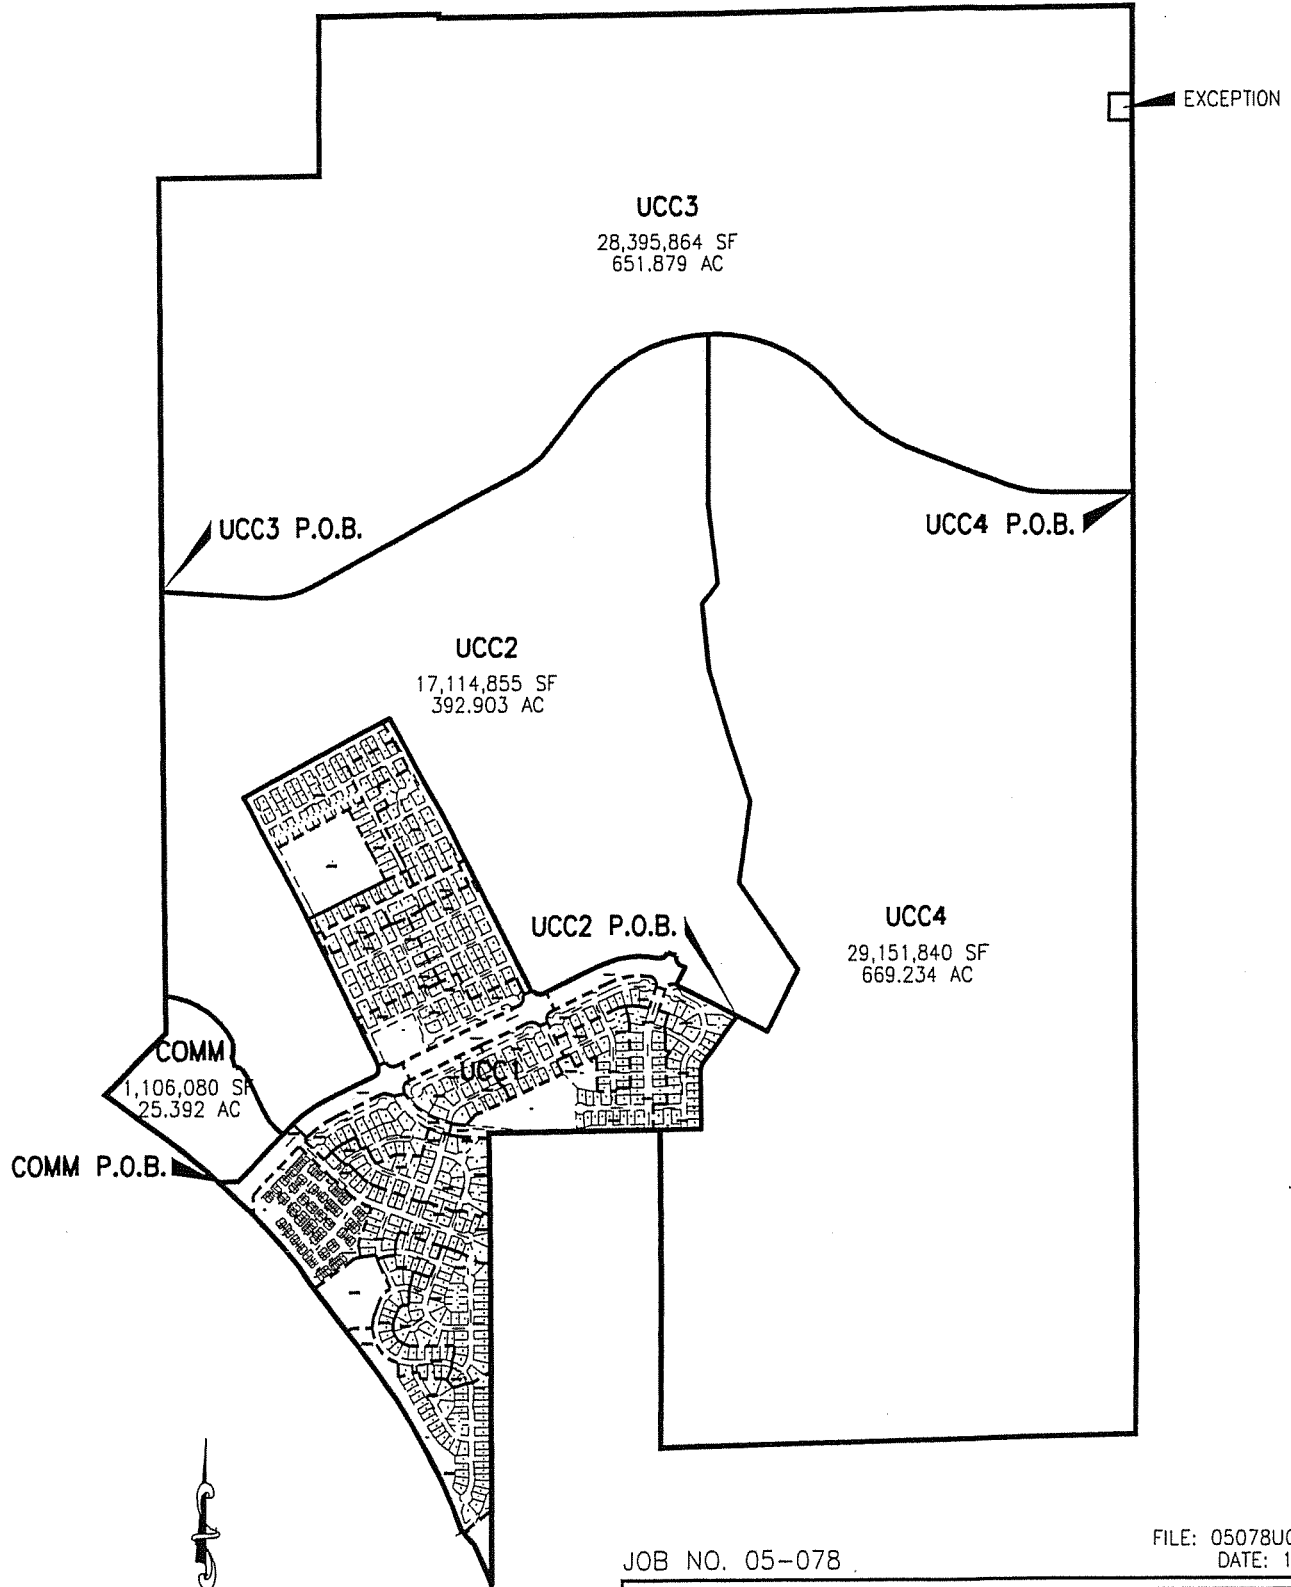 EXCEPTION
UCC3
28,395,864 SF
651.879 AC
UCC3 P.O.B.
UCC4 P.O.B.
UCC2
17,114,855 SF
392.903 AC
UCC2 P.O.B.
UCC4
29,151,840 SF
669.234 AC
COMM
1,106,080 SF
25.392 AC
UCC1
COMM P.O.B.
JOB NO. 05-078
FILE: 05078UC
DATE: 1